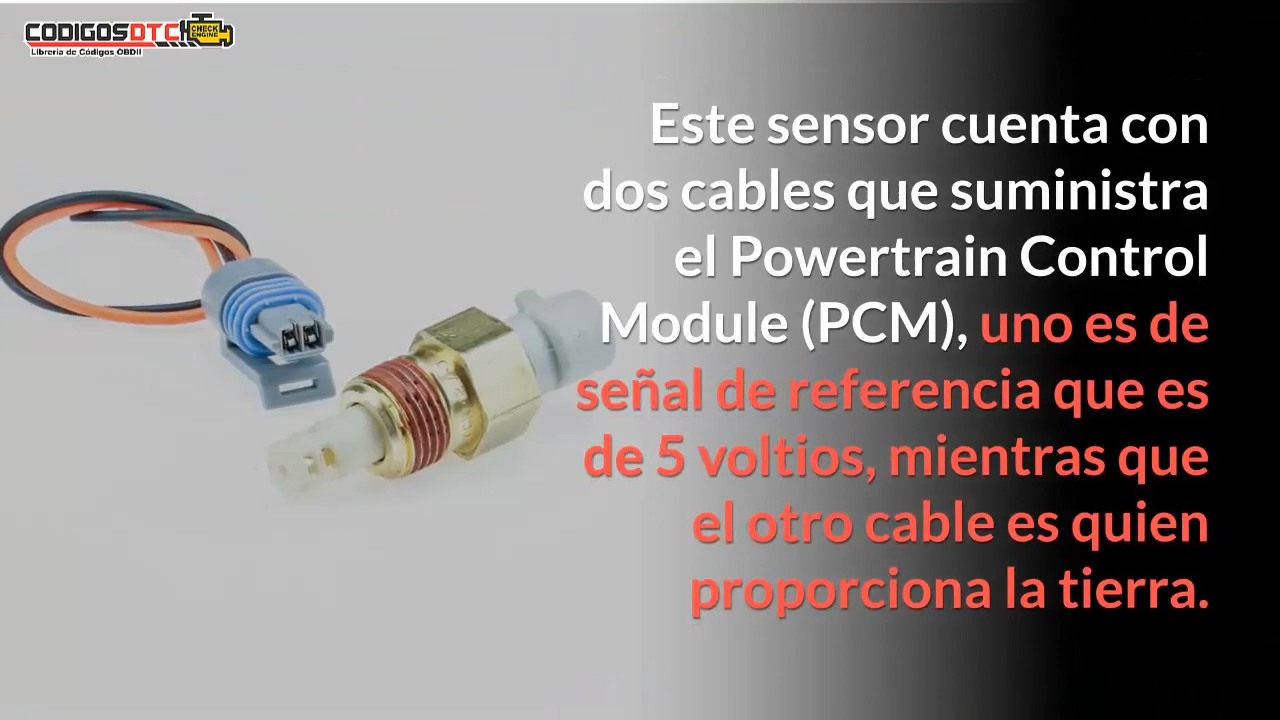 CODIGOSDTC
CHECK
ENGINE
Librería de Códigos OBDII
Este sensor cuenta con
dos cables que suministra
el Powertrain Control
Module (PCM), uno es de
señal de referencia que es
de 5 voltios, mientras que
el otro cable es quien
proporciona la tierra.